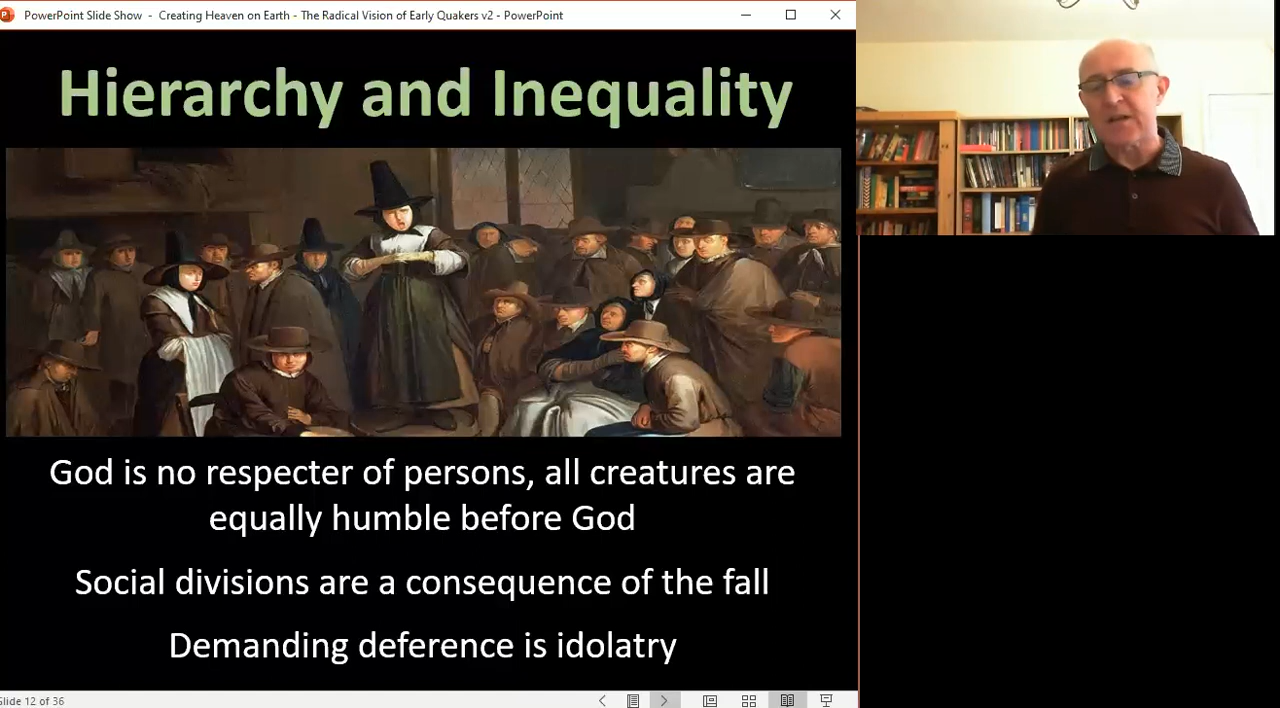 PowerPoint Slide Show - Creating Heaven on Earth - The Radical Vision of Early Quakers v2 - PowerPoint
Hierarchy and Inequality
God is no respecter of persons, all creatures are
equally humble before God
Social divisions are a consequence of the fall
Demanding deference is idolatry
Slide 12 of 36